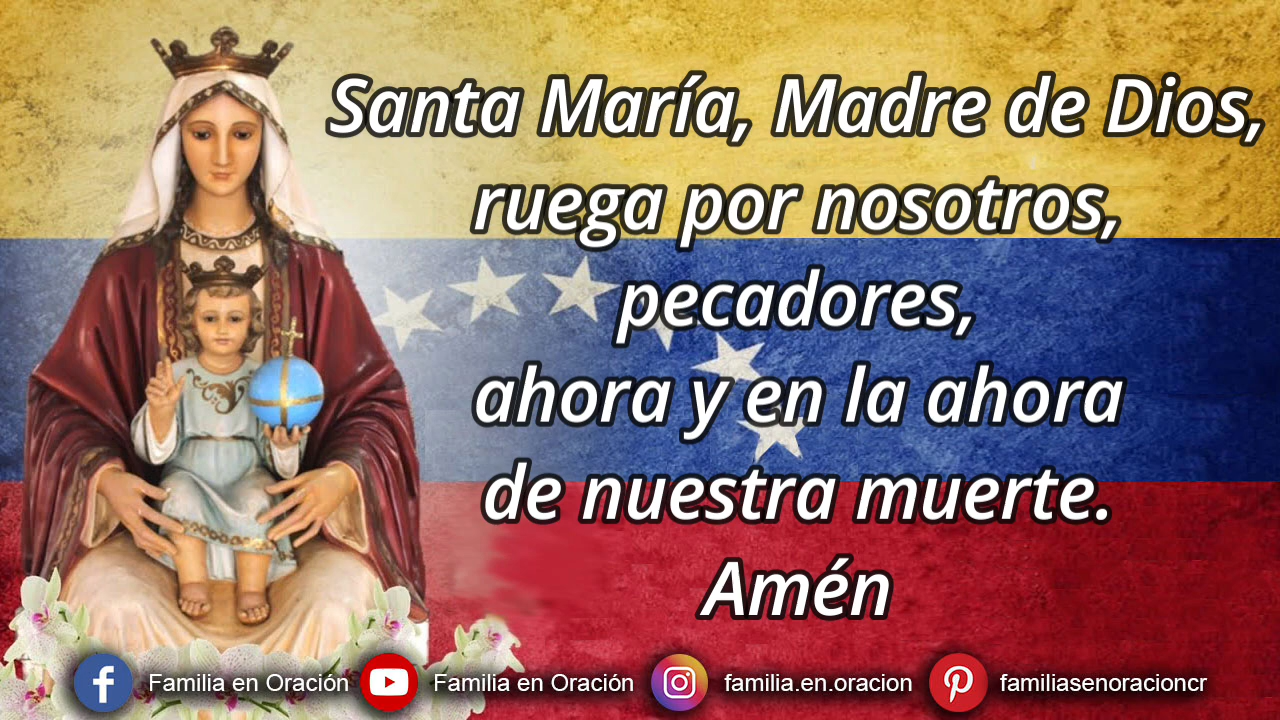 Santa María, Madre de Dios,
ruega por nosotros,
pecadores,
ahora y en la ahora
de nuestra muerte.
Amén
Familia en Oración
Familia en Oración
familia.en.oracion
familiasenoracioncr